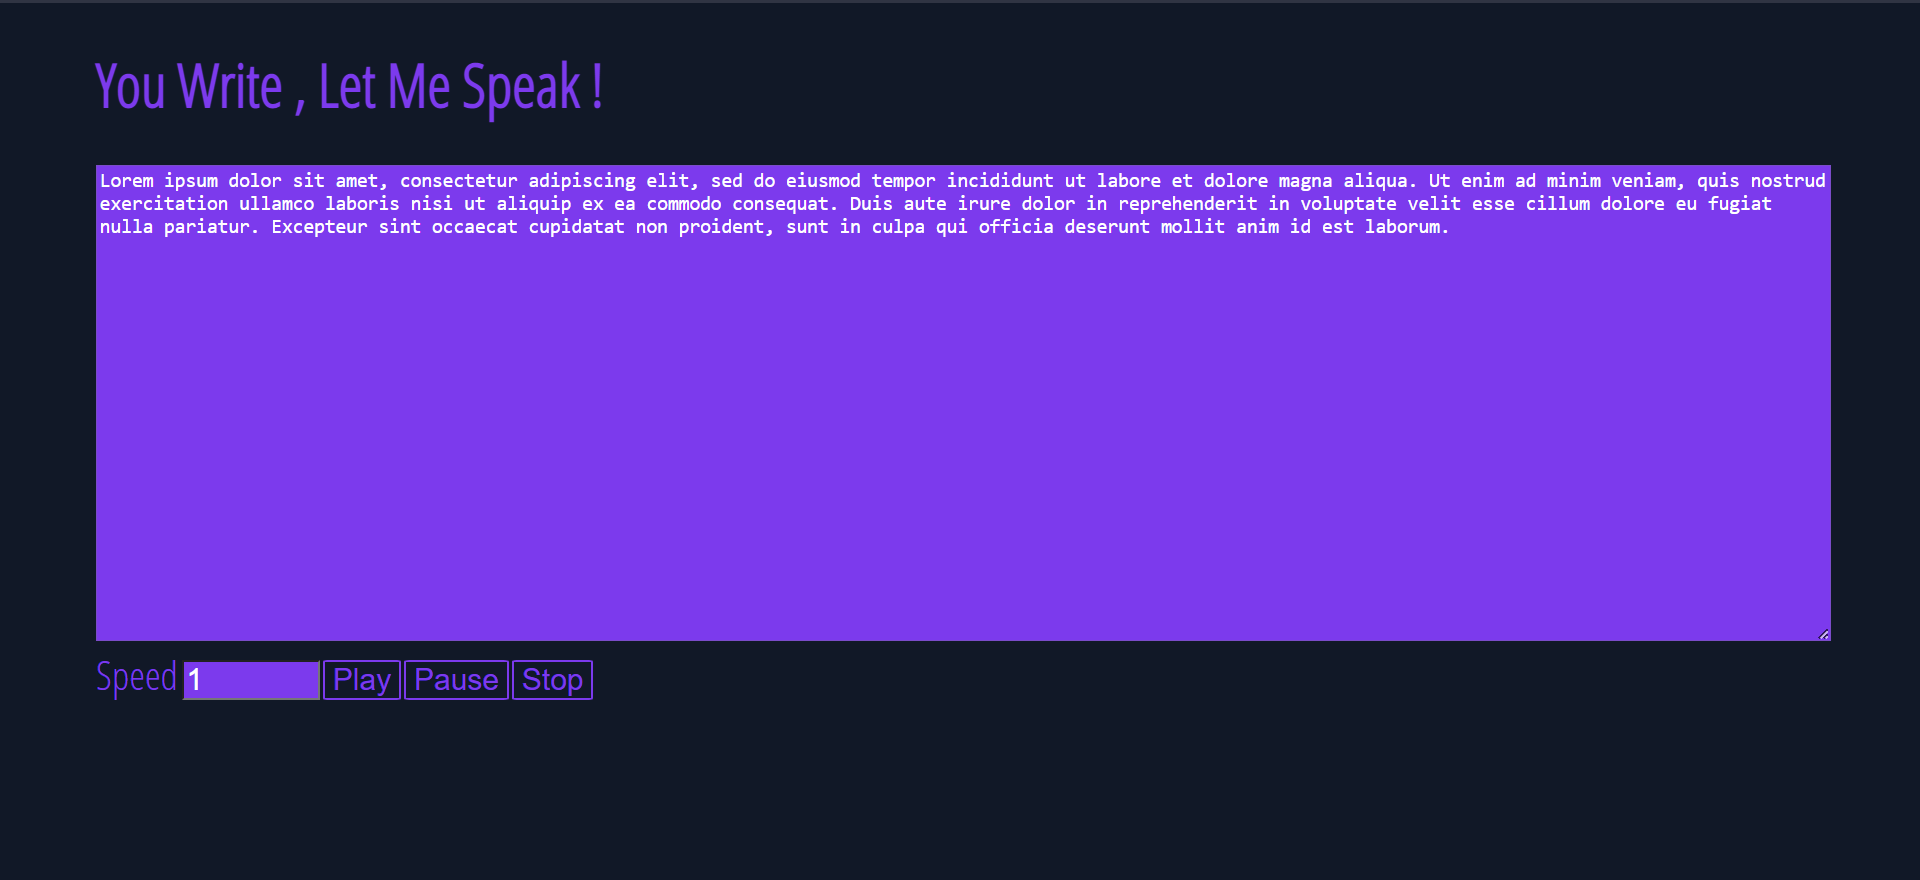 You Write , Let Me Speak !
Lorem ipsum dolor sit amet, consectetur adipiscing elit, sed do eiusmod tempor incididunt ut labore et dolore magna aliqua. Ut enim ad minim veniam, quis nostrud
exercitation ullamco laboris nisi ut aliquip ex ea commodo consequat. Duis aute irure dolor in reprehenderit in voluptate velit esse cillum dolore eu fugiat
nulla pariatur. Excepteur sint occaecat cupidatat non proident, sunt in culpa qui officia deserunt mollit anim id est laborum.
Speed 1 Play Pause Stop